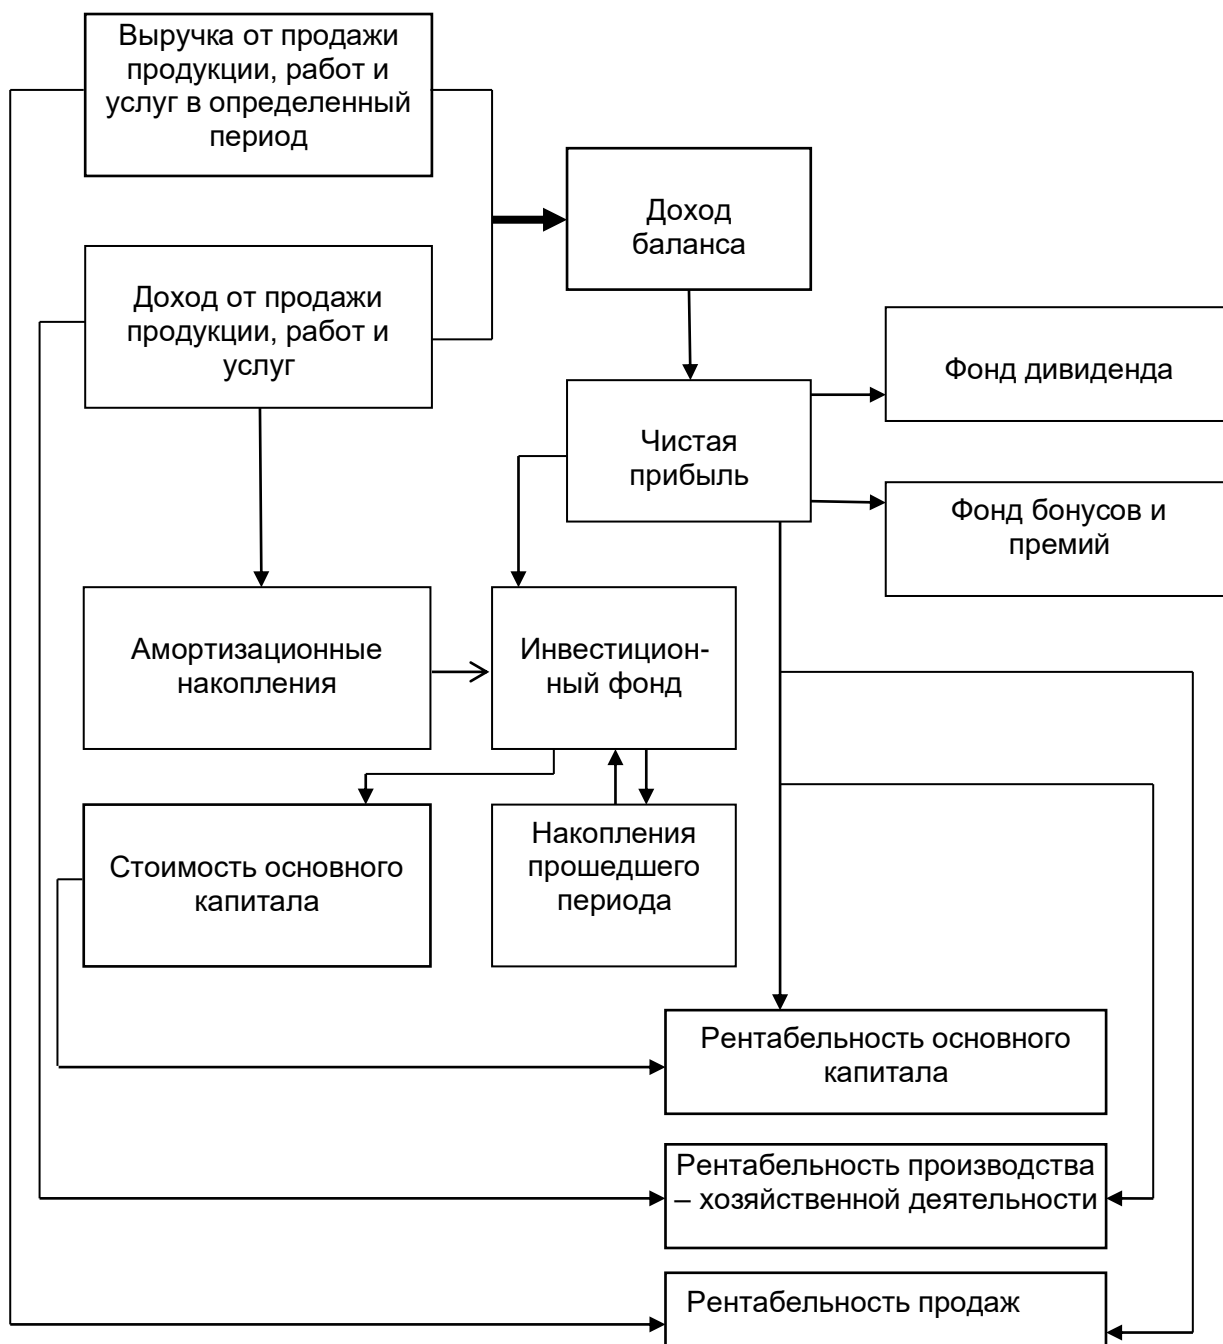 Выручка от продажи
продукции, работ и
услуг в определенный
период
Доход
баланса
Доход от продажи
продукции, работ и
услуг
Фонд дивиденда
Чистая
прибыль
Фонд бонусов и
премий
Амортизационные
накопления
Инвестицион-
ный фонд
Стоимость основного
капитала
Накопления
прошедшего
периода
Рентабельность основного
капитала
Рентабельность производства
– хозяйственной деятельности
Рентабельность продаж